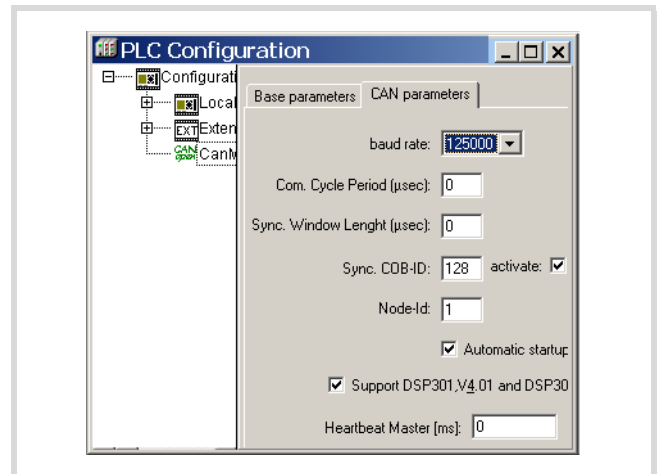 PLC Configuration
Configurati
Local
EXT Exten
CAN open CanM
Base parameters CAN parameters
baud rate: 125000
Com. Cycle Period (µsec): 0
Sync. Window Lenght (µsec): 0
Sync. COB-ID: 128 activate:
Node-Id: 1
Automatic startup
Support DSP301,V4.01 and DSP30
Heartbeat Master [ms]: 0